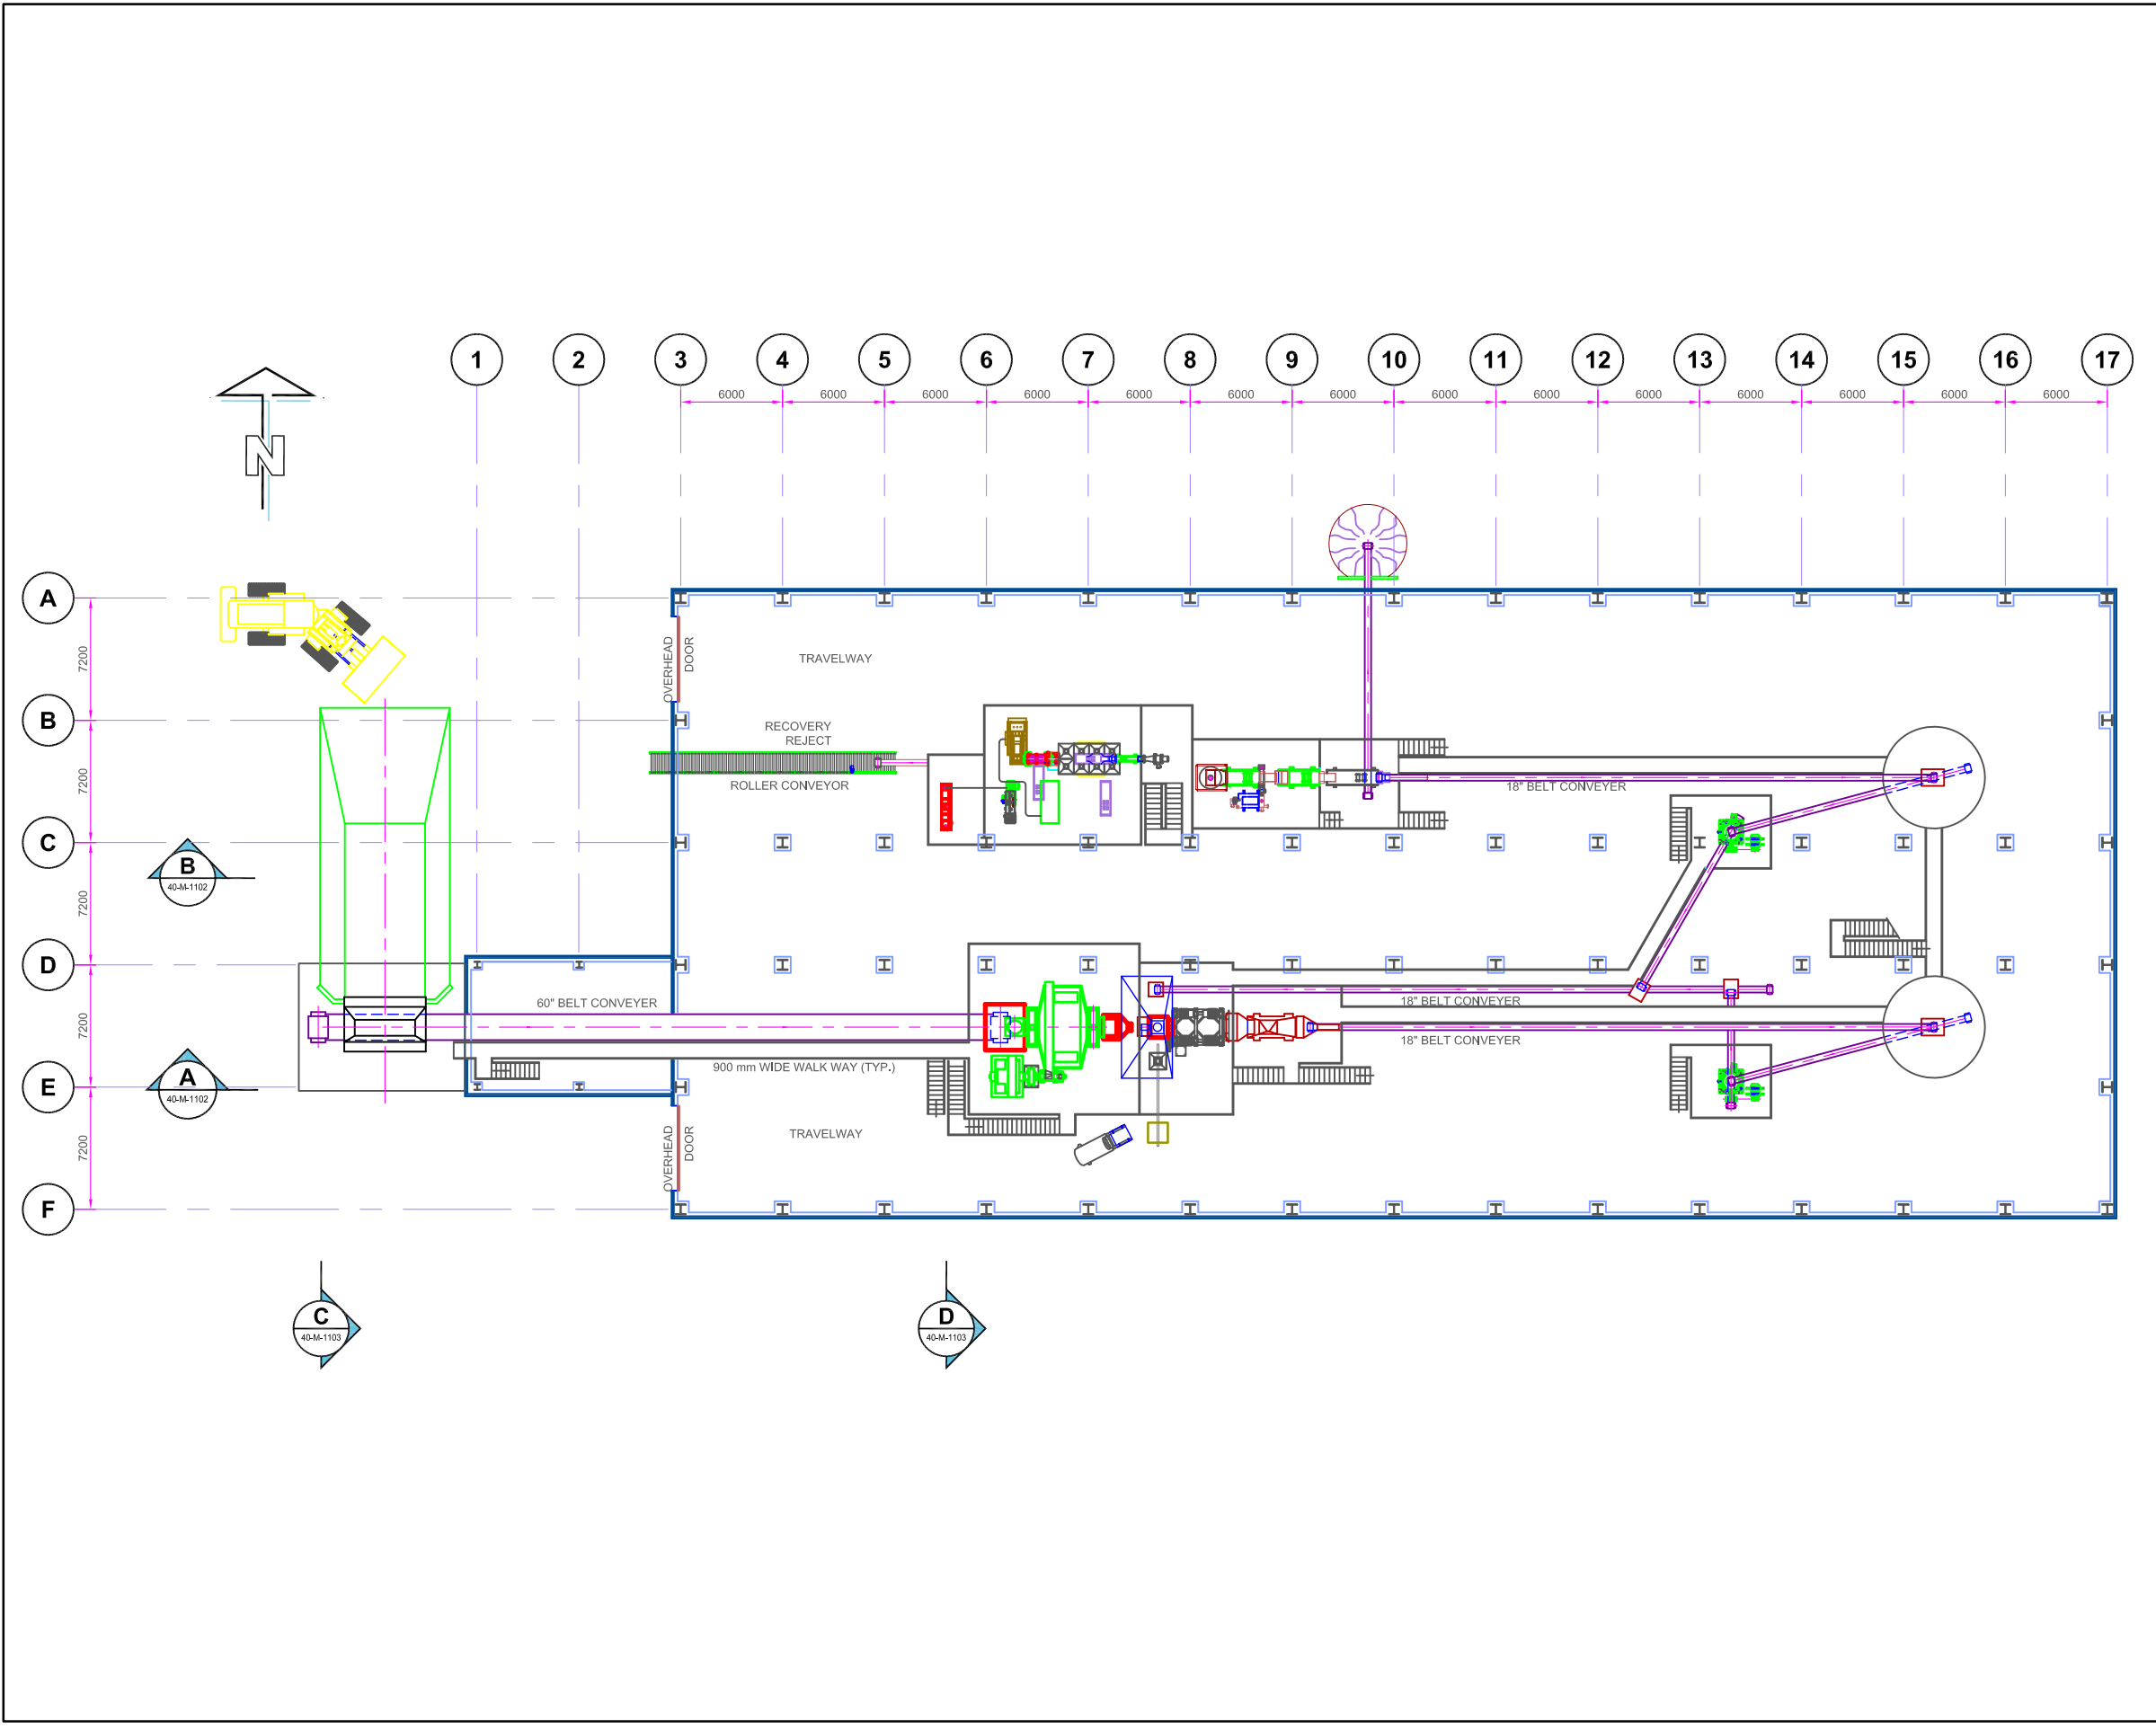 1 2 3 4 5 6 7 8 9 10 11 12 13 14 15 16 17
6000 6000 6000 6000 6000 6000 6000 6000 6000 6000 6000 6000 6000 6000
N
A
7200
OVERHEAD
DOOR
TRAVELWAY
B
RECOVERY
REJECT
7200
ROLLER CONVEYOR
18" BELT CONVEYER
C
B
40-M-1102
7200
D
60" BELT CONVEYER
18" BELT CONVEYER
7200
18" BELT CONVEYER
900 mm WIDE WALK WAY (TYP.)
E
A
40-M-1102
7200
OVERHEAD
DOOR
TRAVELWAY
F
C
40-M-1103
D
40-M-1103